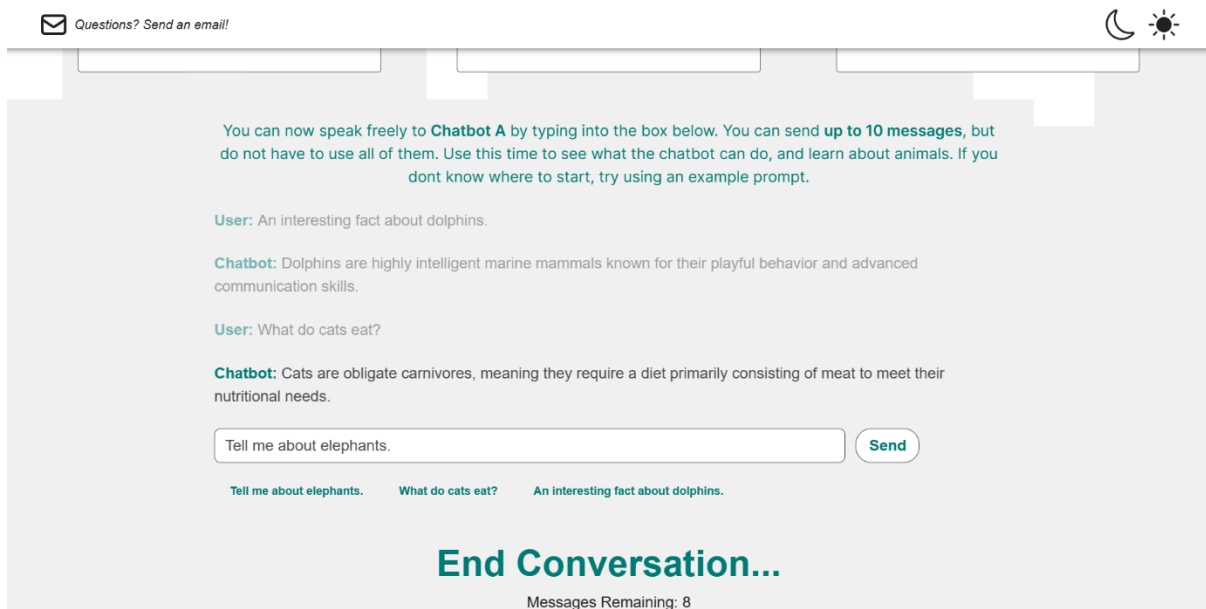 Questions? Send an email!
You can now speak freely to Chatbot A by typing into the box below. You can send up to 10 messages, but
do not have to use all of them. Use this time to see what the chatbot can do, and learn about animals. If you
dont know where to start, try using an example prompt.
User: An interesting fact about dolphins.
Chatbot: Dolphins are highly intelligent marine mammals known for their playful behavior and advanced
communication skills.
User: What do cats eat?
Chatbot: Cats are obligate carnivores, meaning they require a diet primarily consisting of meat to meet their
nutritional needs.
Tell me about elephants. Send
Tell me about elephants. What do cats eat? An interesting fact about dolphins.
End Conversation...
Messages Remaining: 8